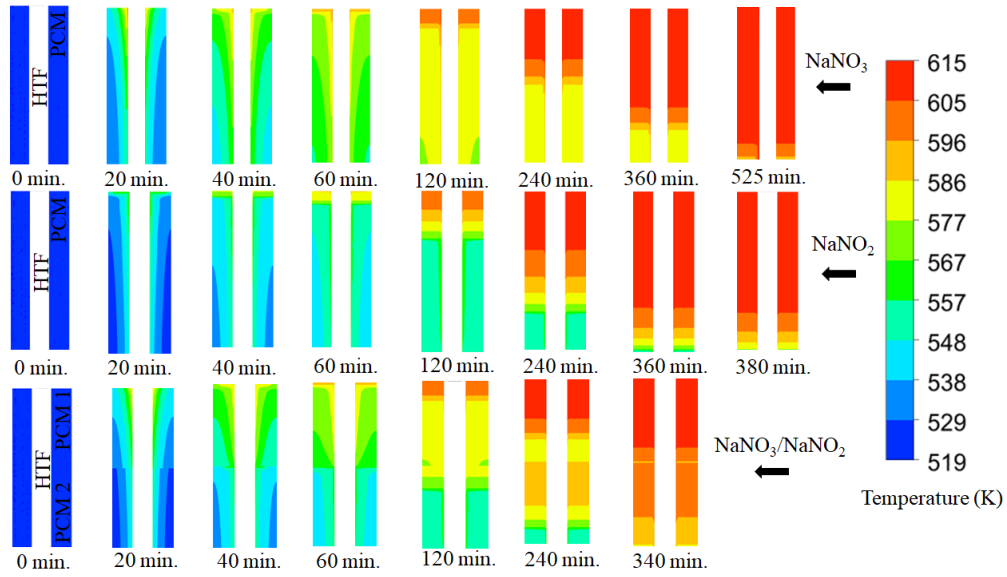 HTF
PCM
0 min.
20 min.
40 min.
60 min.
120 min.
240 min.
360 min.
525 min.
NaNO₃
HTF
PCM
0 min.
20 min.
40 min.
60 min.
120 min.
240 min.
360 min.
380 min.
NaNO₂
HTF
PCM 1
PCM 2
0 min.
20 min.
40 min.
60 min.
120 min.
240 min.
340 min.
NaNO₃/NaNO₂
615
605
596
586
577
567
557
548
538
529
519
Temperature (K)